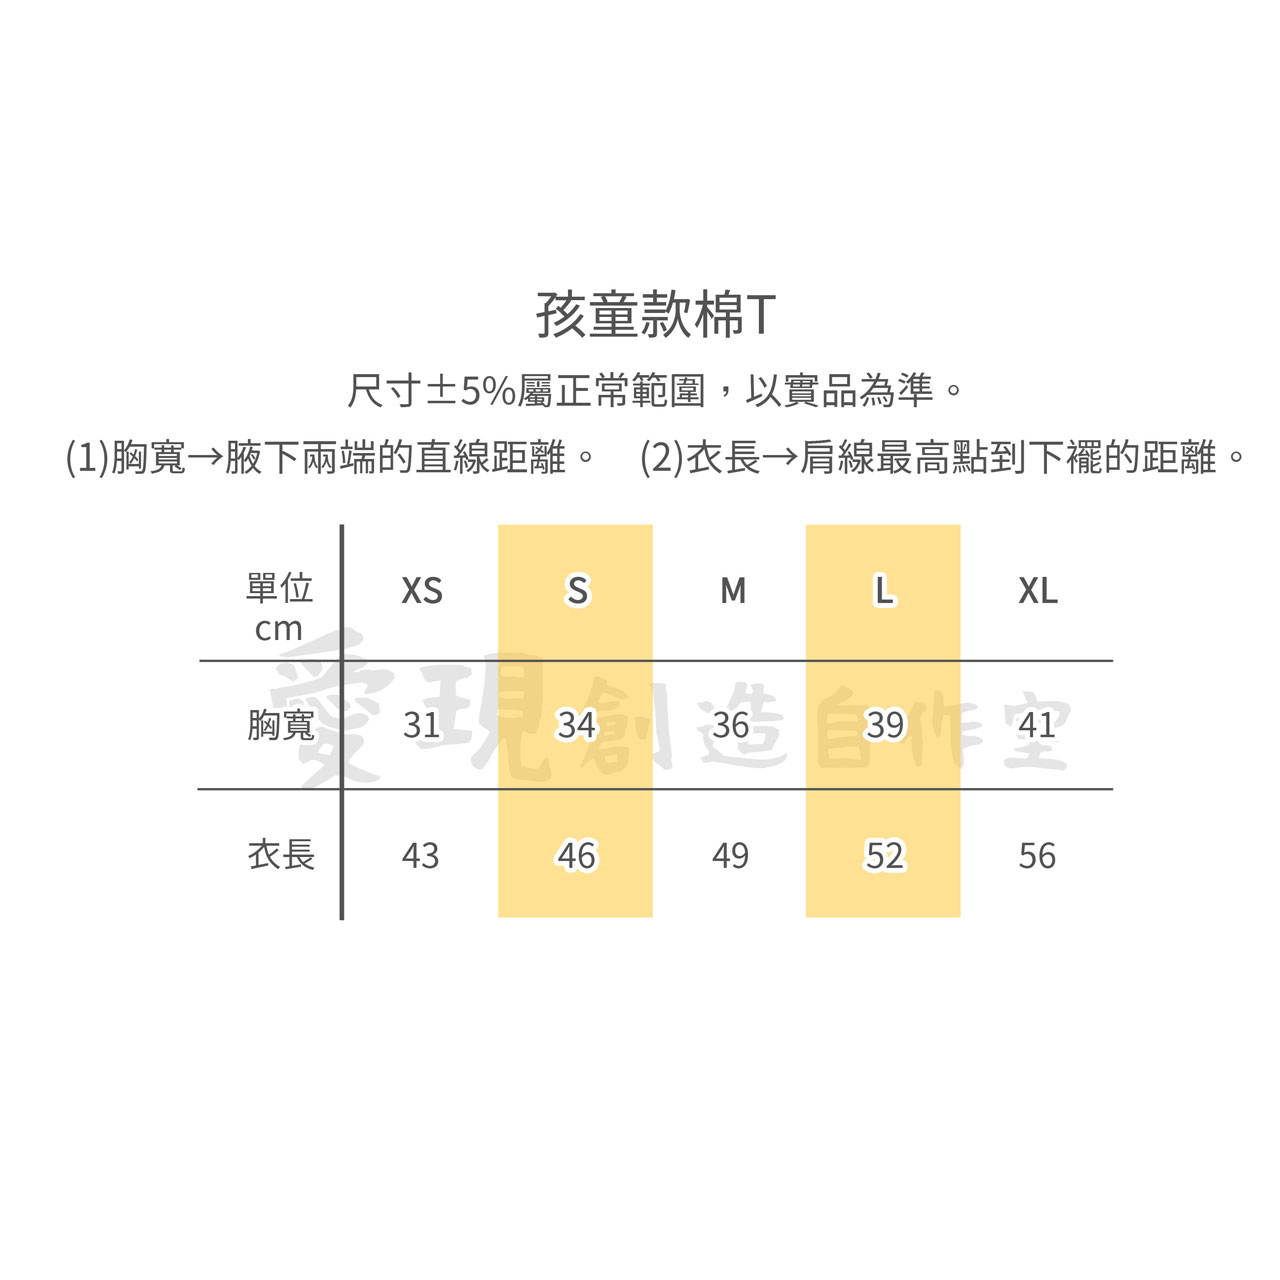 孩童款棉T
尺寸±5%屬正常範圍，以實品為準。
(1)胸寬→腋下兩端的直線距離。 (2)衣長→肩線最高點到下襬的距離。
單位 cm XS S M L XL
胸寬 31 34 36 39 41
衣長 43 46 49 52 56
愛現創造自作室